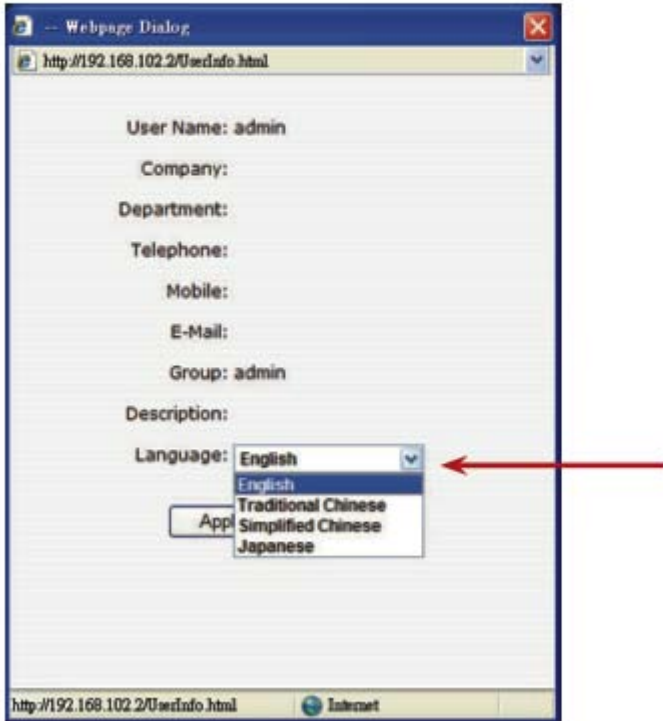 -- Webpage Dialog
http://192.168.102.2/UserInfo.html
User Name: admin
Company:
Department:
Telephone:
Mobile:
E-Mail:
Group: admin
Description:
Language: English
English
Traditional Chinese
Simplified Chinese
Japanese
Appl
http://192.168.102.2/UserInfo.html Internet